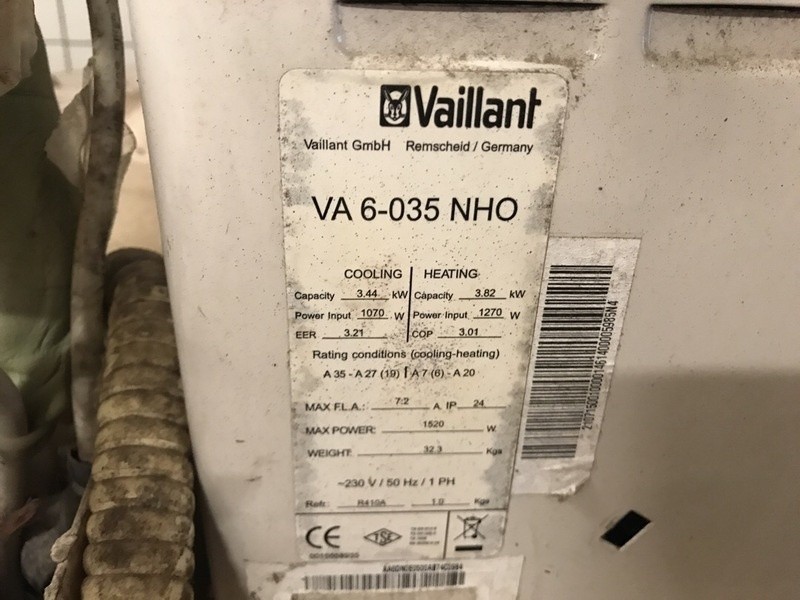 Vaillant
Vaillant GmbH Remscheid / Germany
VA 6-035 NHO
COOLING HEATING
Capacity 3.44 kW Capacity 3.82 kW
Power Input 1070 W Power Input 1270 W
EER 3.21 COP 3.01
Rating conditions (cooling-heating)
A 35 - A 27 (19) A 7 (6) - A 20
MAX F.L.A.: 7.2 A IP 24
MAX POWER: 1520 W
WEIGHT: 32.3 Kgs
~230 V / 50 Hz / 1 PH
Refr.: R410A 1.0 Kgs
CE TSE